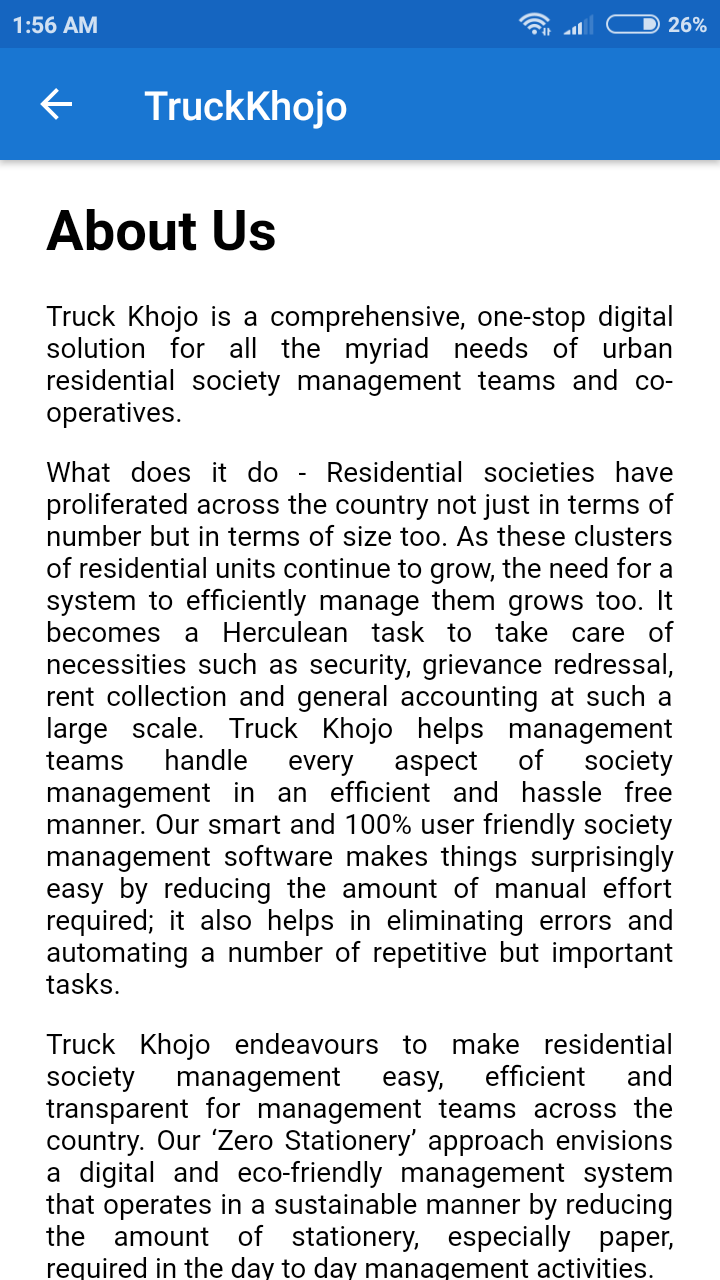 1:56 AM
26%
TruckKhojo
About Us
Truck Khojo is a comprehensive, one-stop digital
solution for all the myriad needs of urban
residential society management teams and co-
operatives.
What does it do - Residential societies have
proliferated across the country not just in terms of
number but in terms of size too. As these clusters
of residential units continue to grow, the need for a
system to efficiently manage them grows too. It
becomes a Herculean task to take care of
necessities such as security, grievance redressal,
rent collection and general accounting at such a
large scale. Truck Khojo helps management
teams handle every aspect of society
management in an efficient and hassle free
manner. Our smart and 100% user friendly society
management software makes things surprisingly
easy by reducing the amount of manual effort
required; it also helps in eliminating errors and
automating a number of repetitive but important
tasks.
Truck Khojo endeavours to make residential
society management easy, efficient and
transparent for management teams across the
country. Our ‘Zero Stationery’ approach envisions
a digital and eco-friendly management system
that operates in a sustainable manner by reducing
the amount of stationery, especially paper,
required in the day to day management activities.